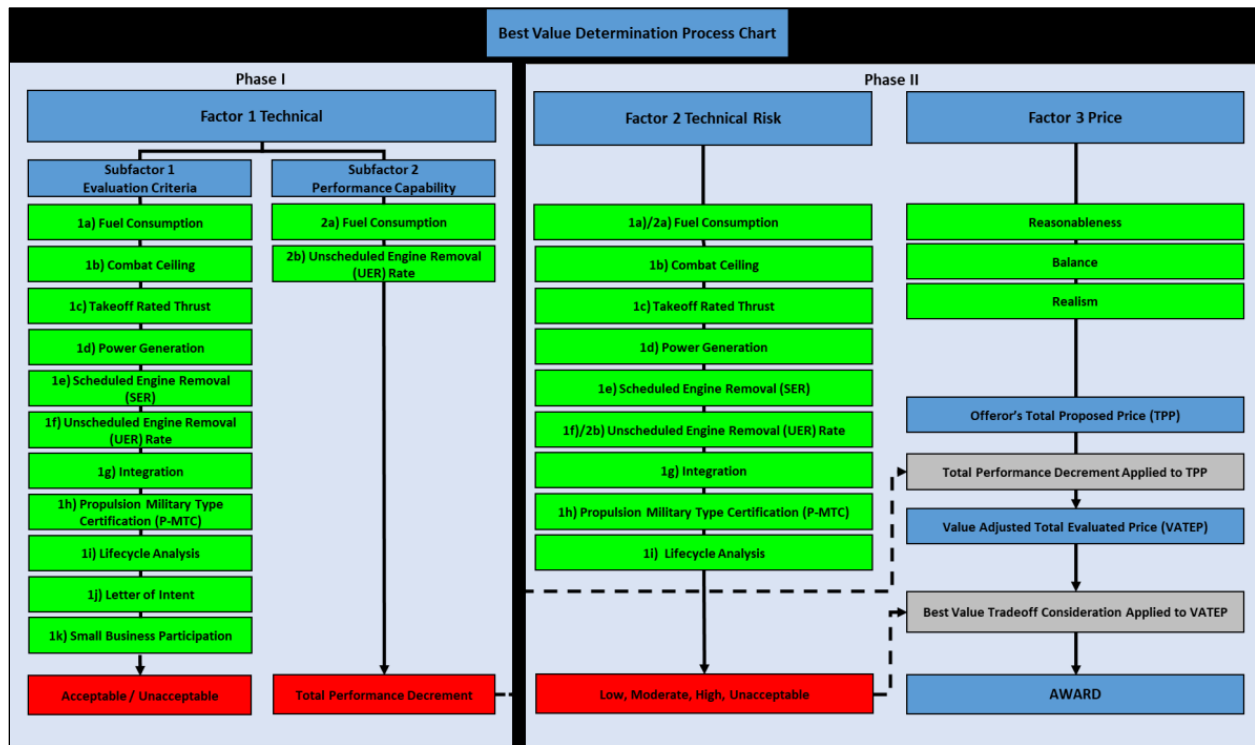 Best Value Determination Process Chart
Phase I
Factor 1 Technical
Subfactor 1
Evaluation Criteria
1a) Fuel Consumption
1b) Combat Ceiling
1c) Takeoff Rated Thrust
1d) Power Generation
1e) Scheduled Engine Removal
(SER)
1f) Unscheduled Engine Removal
(UER) Rate
1g) Integration
1h) Propulsion Military Type
Certification (P-MTC)
1i) Lifecycle Analysis
1j) Letter of Intent
1k) Small Business Participation
Acceptable / Unacceptable
Subfactor 2
Performance Capability
2a) Fuel Consumption
2b) Unscheduled Engine Removal
(UER) Rate
Total Performance Decrement
Phase II
Factor 2 Technical Risk
1a)/2a) Fuel Consumption
1b) Combat Ceiling
1c) Takeoff Rated Thrust
1d) Power Generation
1e) Scheduled Engine Removal (SER)
1f)/2b) Unscheduled Engine Removal (UER) Rate
1g) Integration
1h) Propulsion Military Type Certification (P-MTC)
1i) Lifecycle Analysis
Low, Moderate, High, Unacceptable
Factor 3 Price
Reasonableness
Balance
Realism
Offeror's Total Proposed Price (TPP)
Total Performance Decrement Applied to TPP
Value Adjusted Total Evaluated Price (VATEP)
Best Value Tradeoff Consideration Applied to VATEP
AWARD